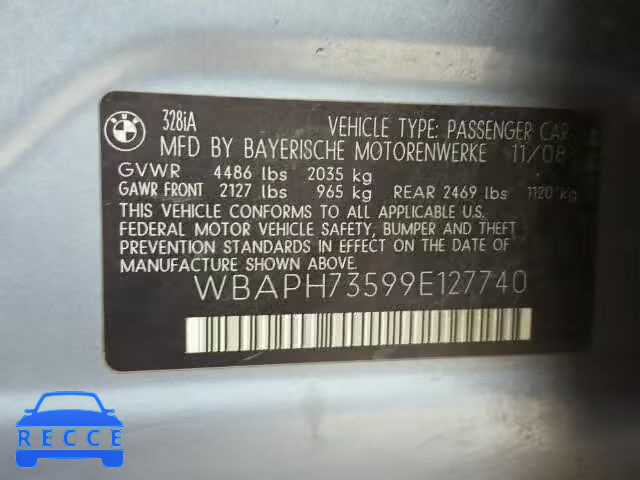 BMW
328iA
VEHICLE TYPE: PASSENGER CAR
MFD BY BAYERISCHE MOTORENWERKE 11/08
GVWR 4486 lbs 2035 kg
GAWR FRONT 2127 lbs 965 kg REAR 2469 lbs 1120 kg
THIS VEHICLE CONFORMS TO ALL APPLICABLE U.S.
FEDERAL MOTOR VEHICLE SAFETY, BUMPER AND THEFT
PREVENTION STANDARDS IN EFFECT ON THE DATE OF
MANUFACTURE SHOWN ABOVE.
WBAPH73599E127740
RECCE